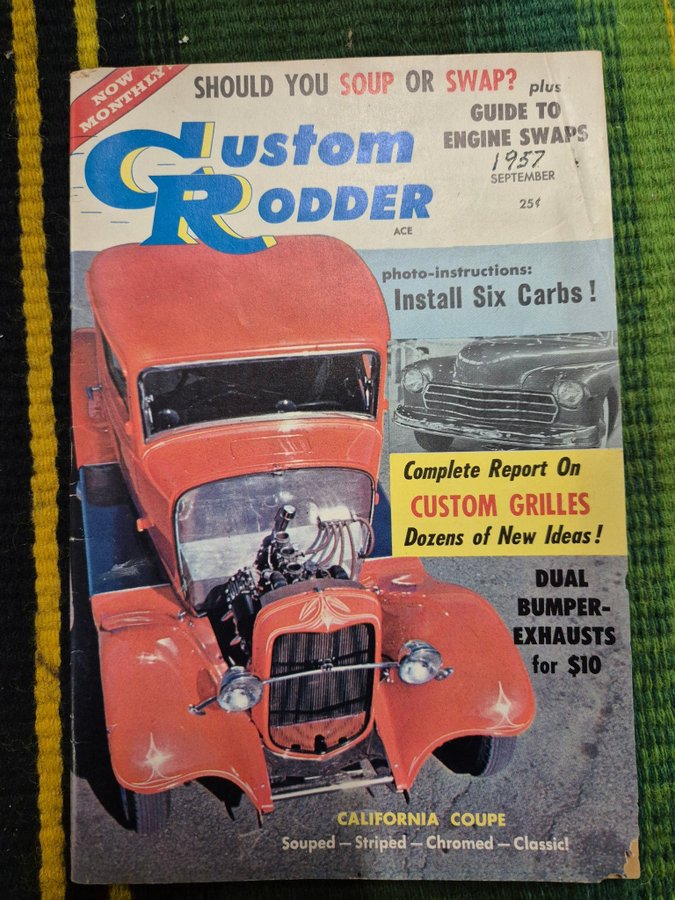 NOW
MONTHLY!
SHOULD YOU SOUP OR SWAP? plus
GUIDE TO
ENGINE SWAPS
Custom
RODDER
1957
SEPTEMBER
25¢
ACE
photo-instructions:
Install Six Carbs!
Complete Report On
CUSTOM GRILLES
Dozens of New Ideas!
DUAL
BUMPER-
EXHAUSTS
for $10
CALIFORNIA COUPE
Souped — Striped — Chromed — Classic!